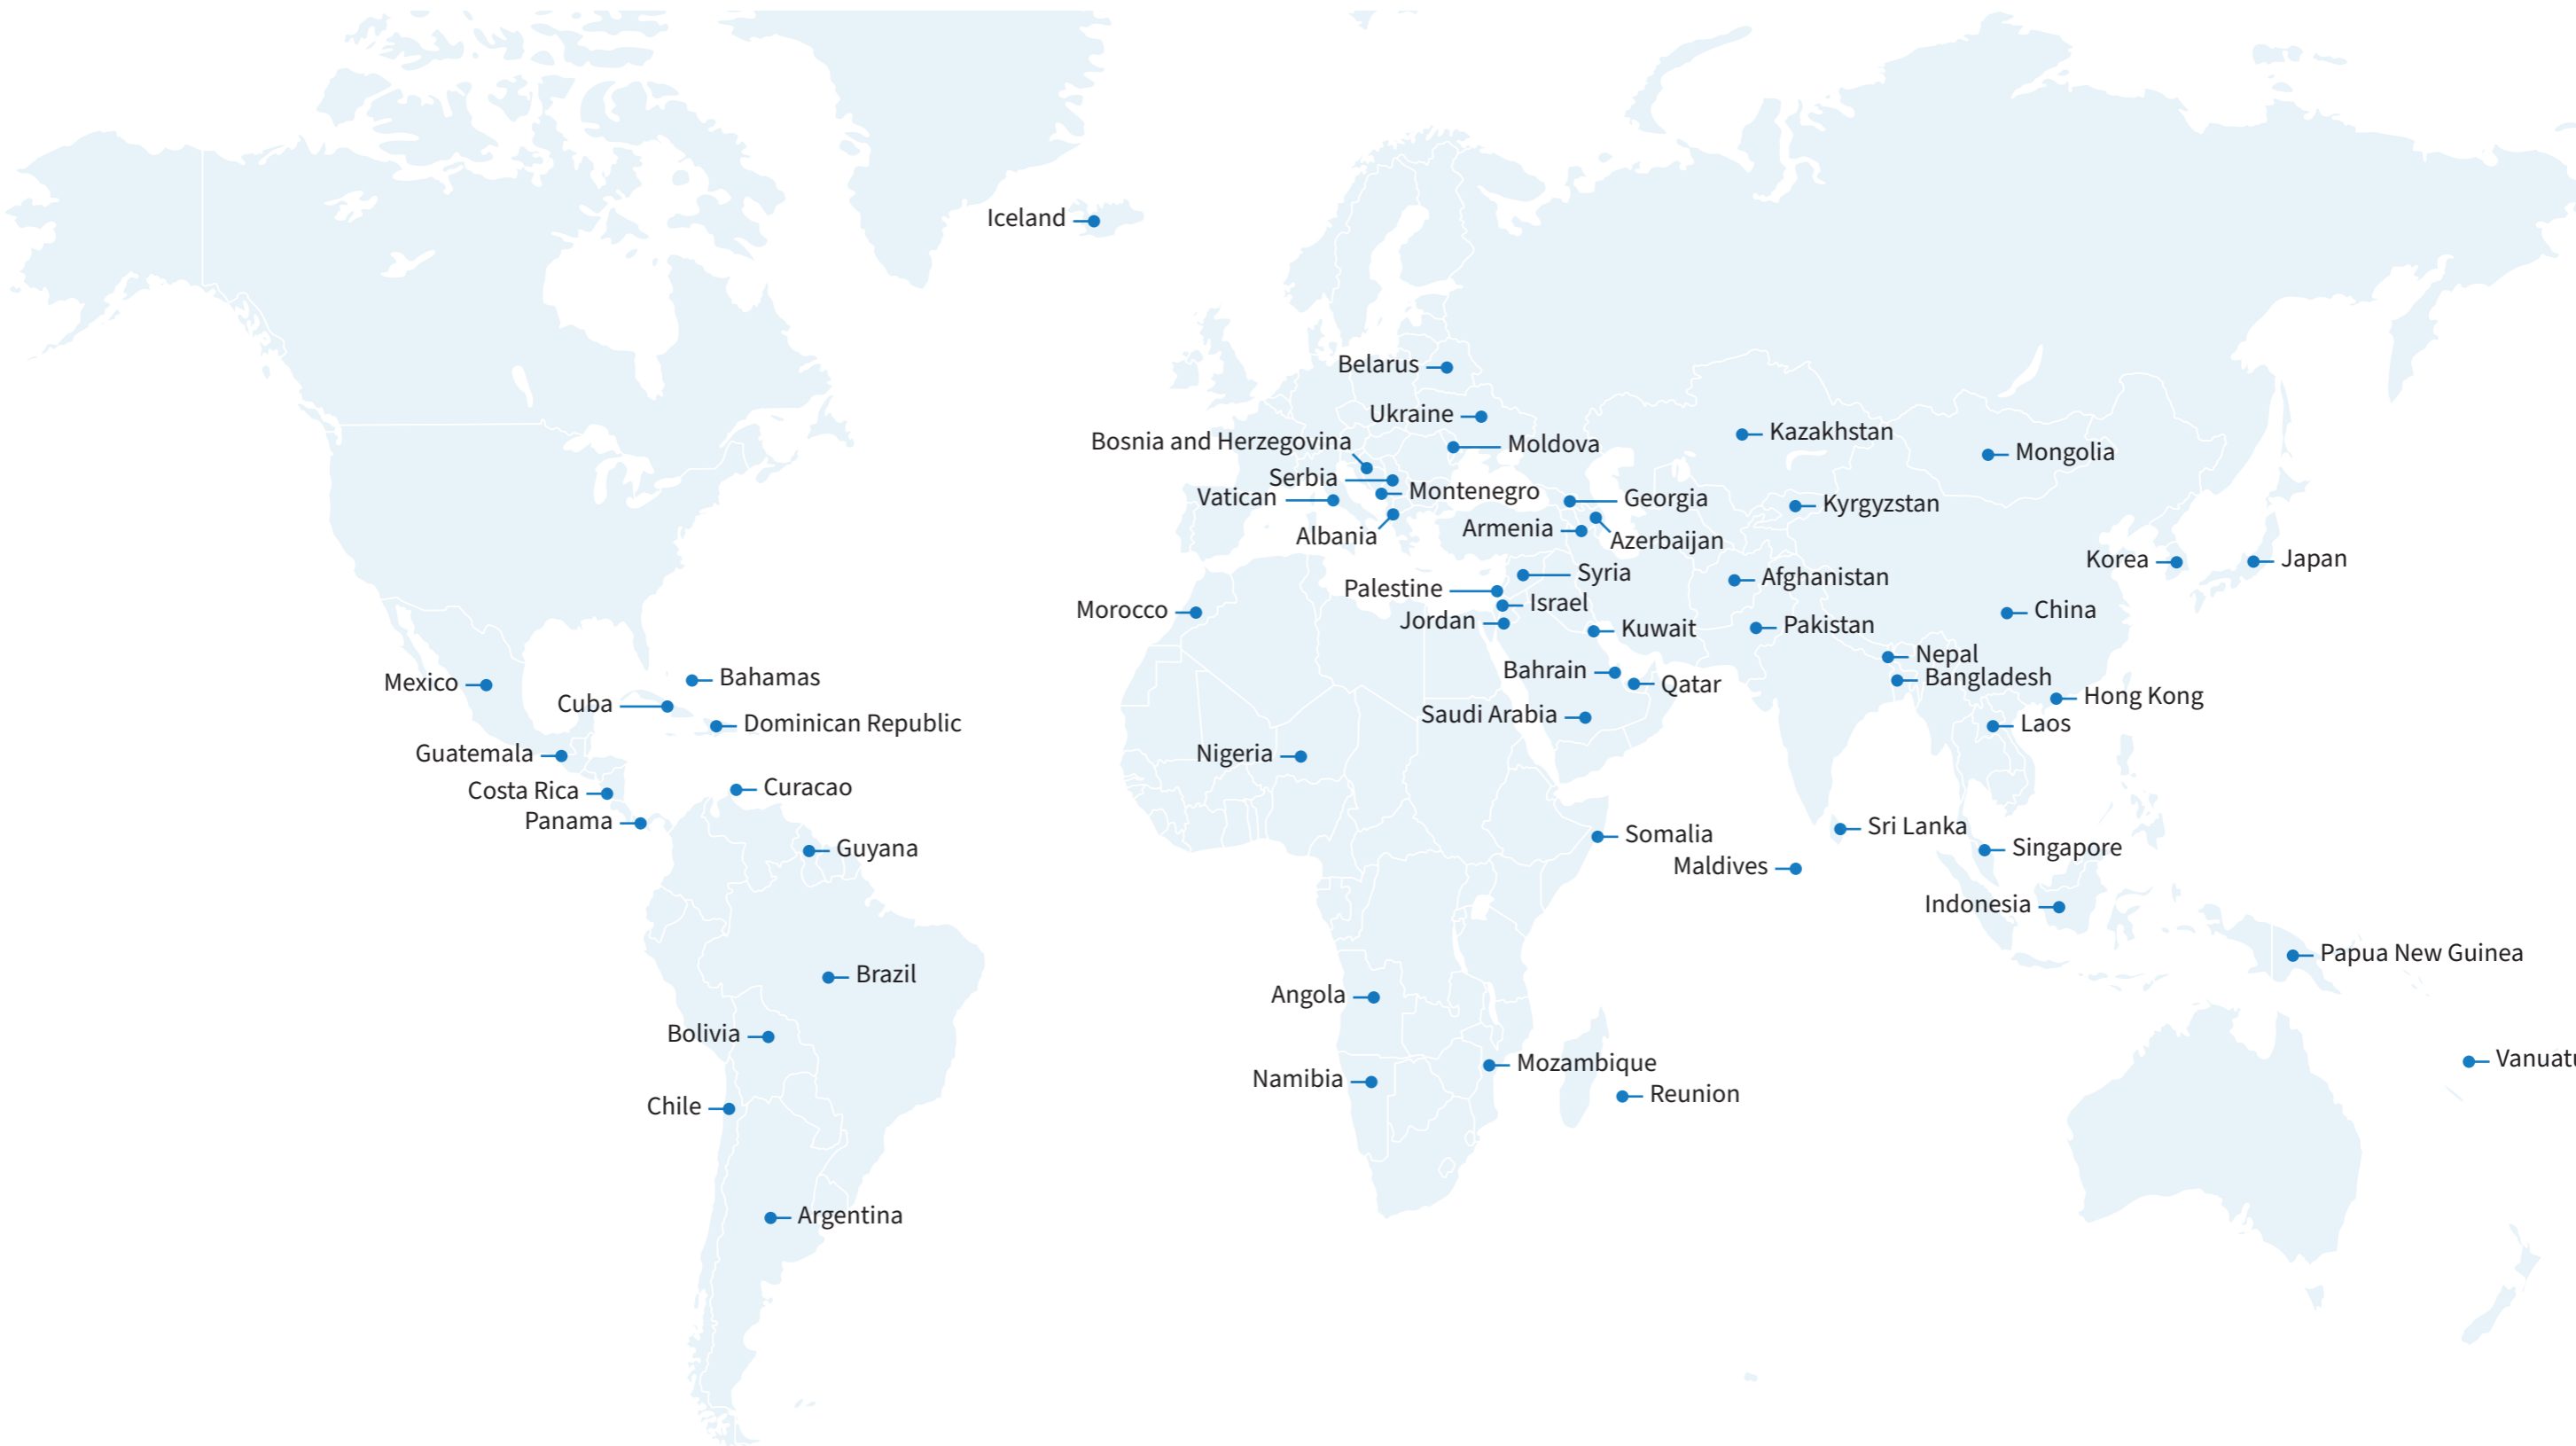 Iceland
Belarus
Ukraine
Kazakhstan
Bosnia and Herzegovina
Moldova
Mongolia
Serbia
Montenegro
Vatican
Georgia
Kyrgyzstan
Armenia
Albania
Azerbaijan
Korea
Japan
Syria
Afghanistan
Palestine
Israel
Morocco
China
Jordan
Kuwait
Pakistan
Nepal
Bahrain
Bahamas
Bangladesh
Mexico
Qatar
Hong Kong
Cuba
Saudi Arabia
Dominican Republic
Laos
Guatemala
Nigeria
Curacao
Costa Rica
Panama
Sri Lanka
Somalia
Guyana
Singapore
Maldives
Indonesia
Papua New Guinea
Brazil
Angola
Bolivia
Vanuatu
Mozambique
Namibia
Reunion
Chile
Argentina